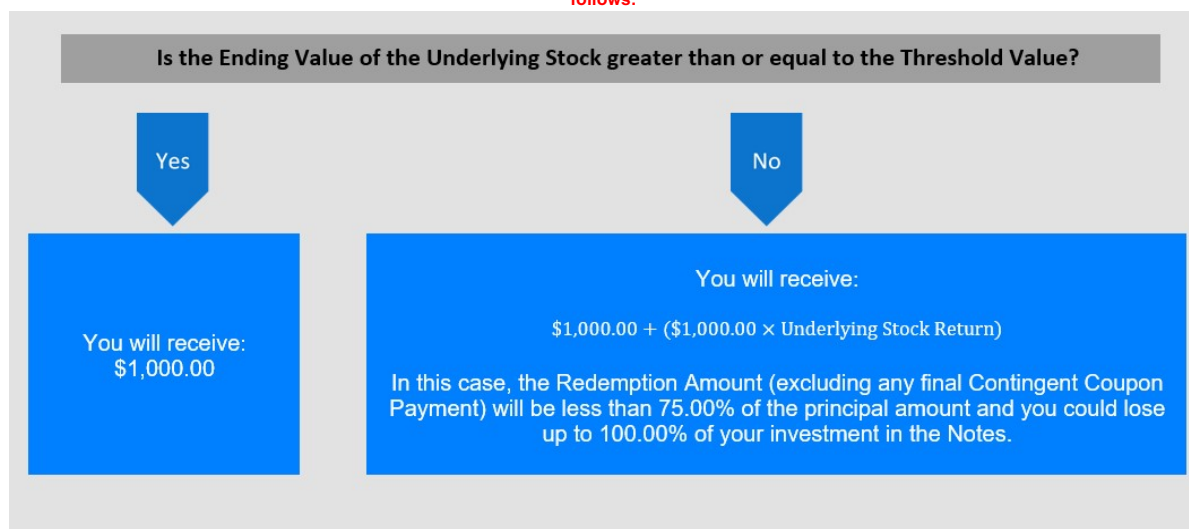 follows:
Is the Ending Value of the Underlying Stock greater than or equal to the Threshold Value?
Yes
No
You will receive:
$1,000.00
You will receive:
$1,000.00 + ($1,000.00 × Underlying Stock Return)
In this case, the Redemption Amount (excluding any final Contingent Coupon
Payment) will be less than 75.00% of the principal amount and you could lose
up to 100.00% of your investment in the Notes.